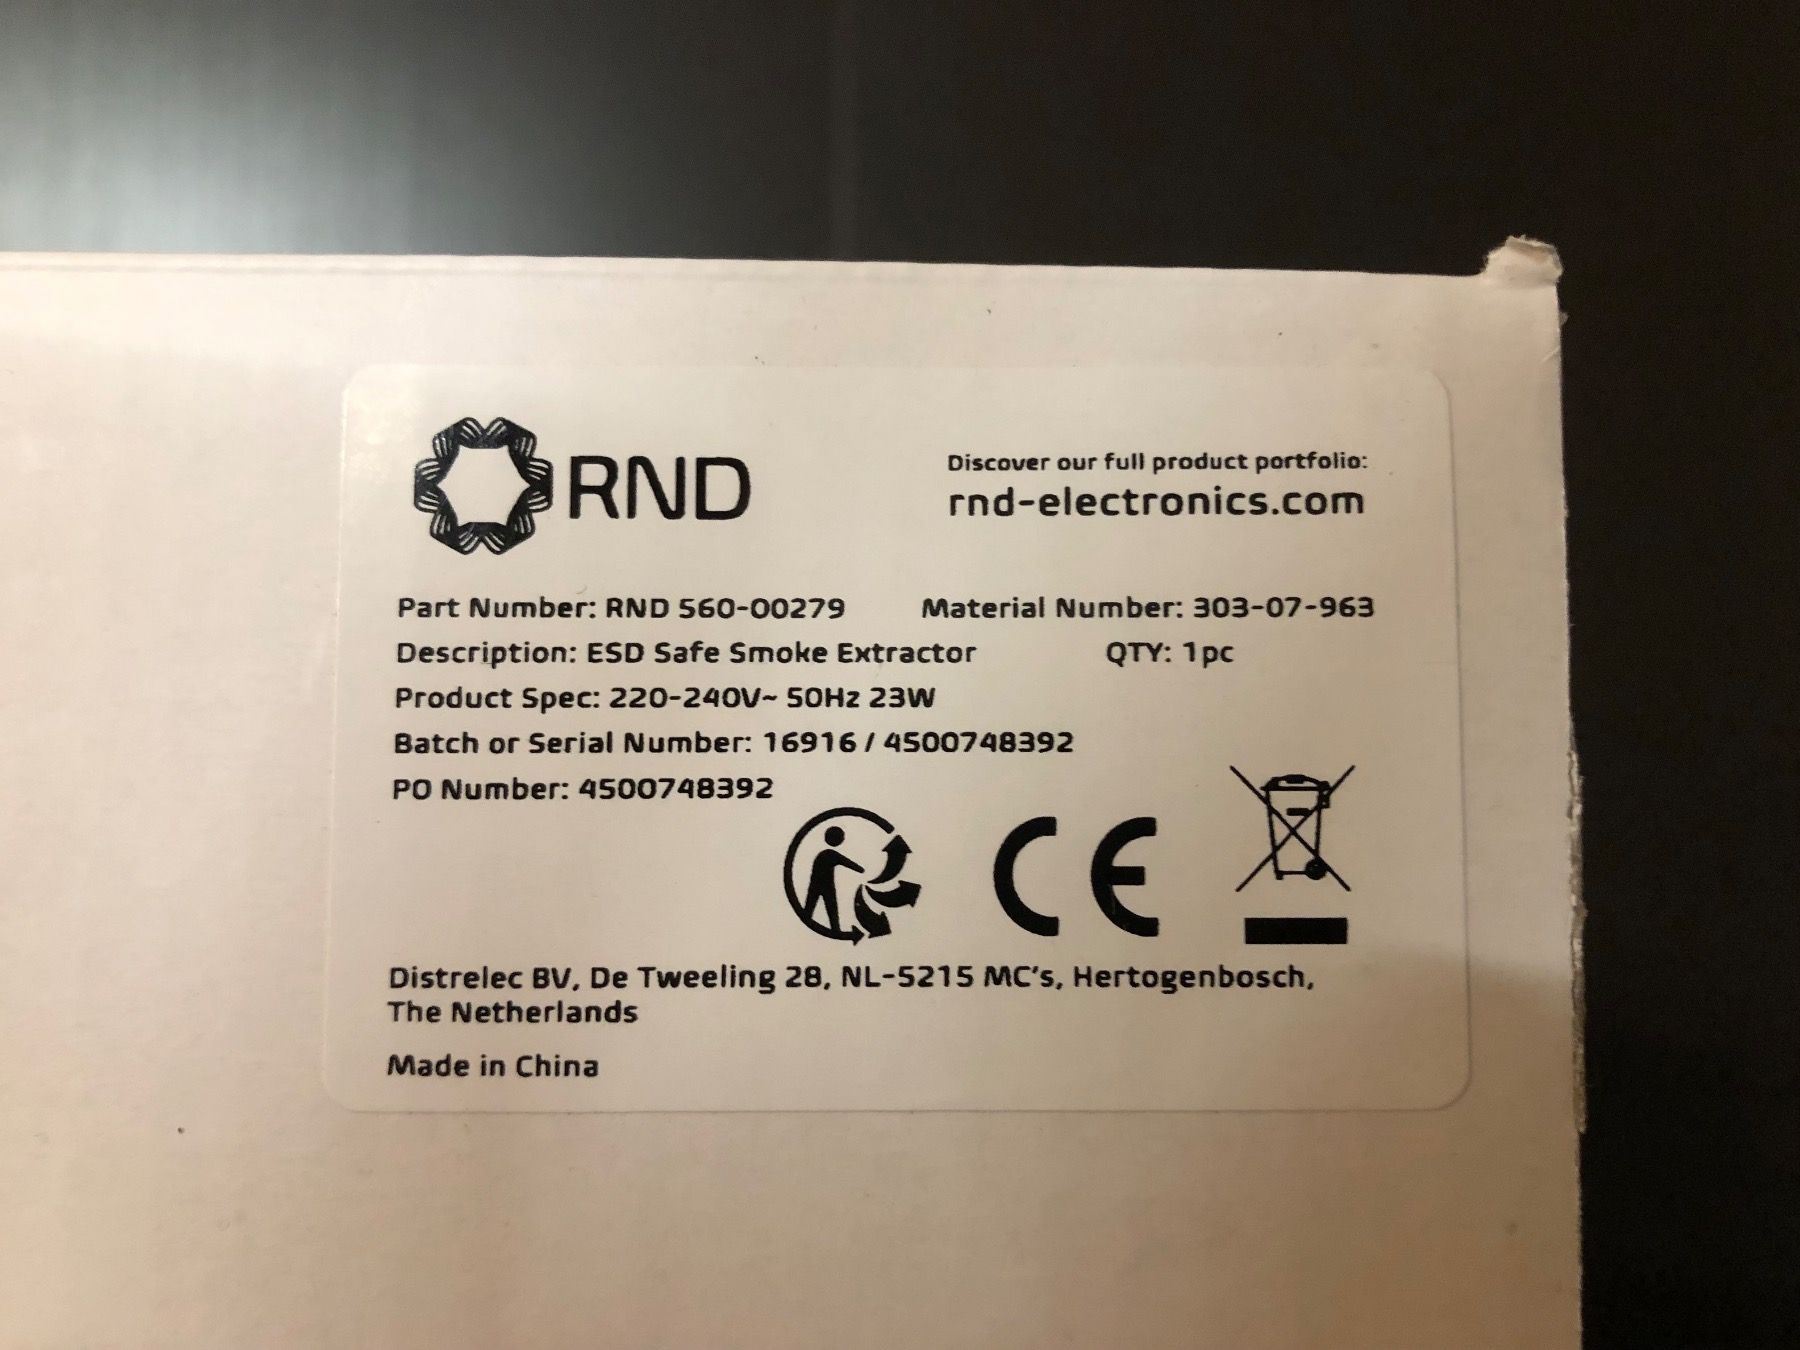 RND
Discover our full product portfolio:
rnd-electronics.com
Part Number: RND 560-00279 Material Number: 303-07-963
Description: ESD Safe Smoke Extractor QTY: 1pc
Product Spec: 220-240V~ 50Hz 23W
Batch or Serial Number: 16916 / 4500748392
PO Number: 4500748392
CE
Distrelec BV, De Tweeling 28, NL-5215 MC's, Hertogenbosch,
The Netherlands
Made in China